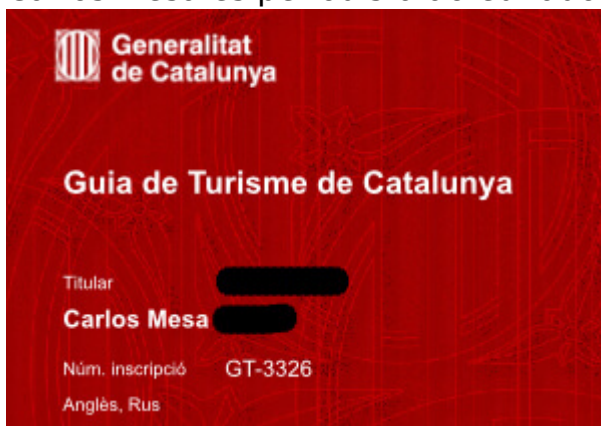 Generalitat
de Catalunya
Guia de Turisme de Catalunya
Titular
Carlos Mesa
Núm. inscripció GT-3326
Anglès, Rus